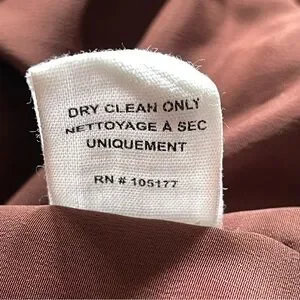 DRY CLEAN ONLY
NETTOYAGE À SEC
UNIQUEMENT
RN # 105177